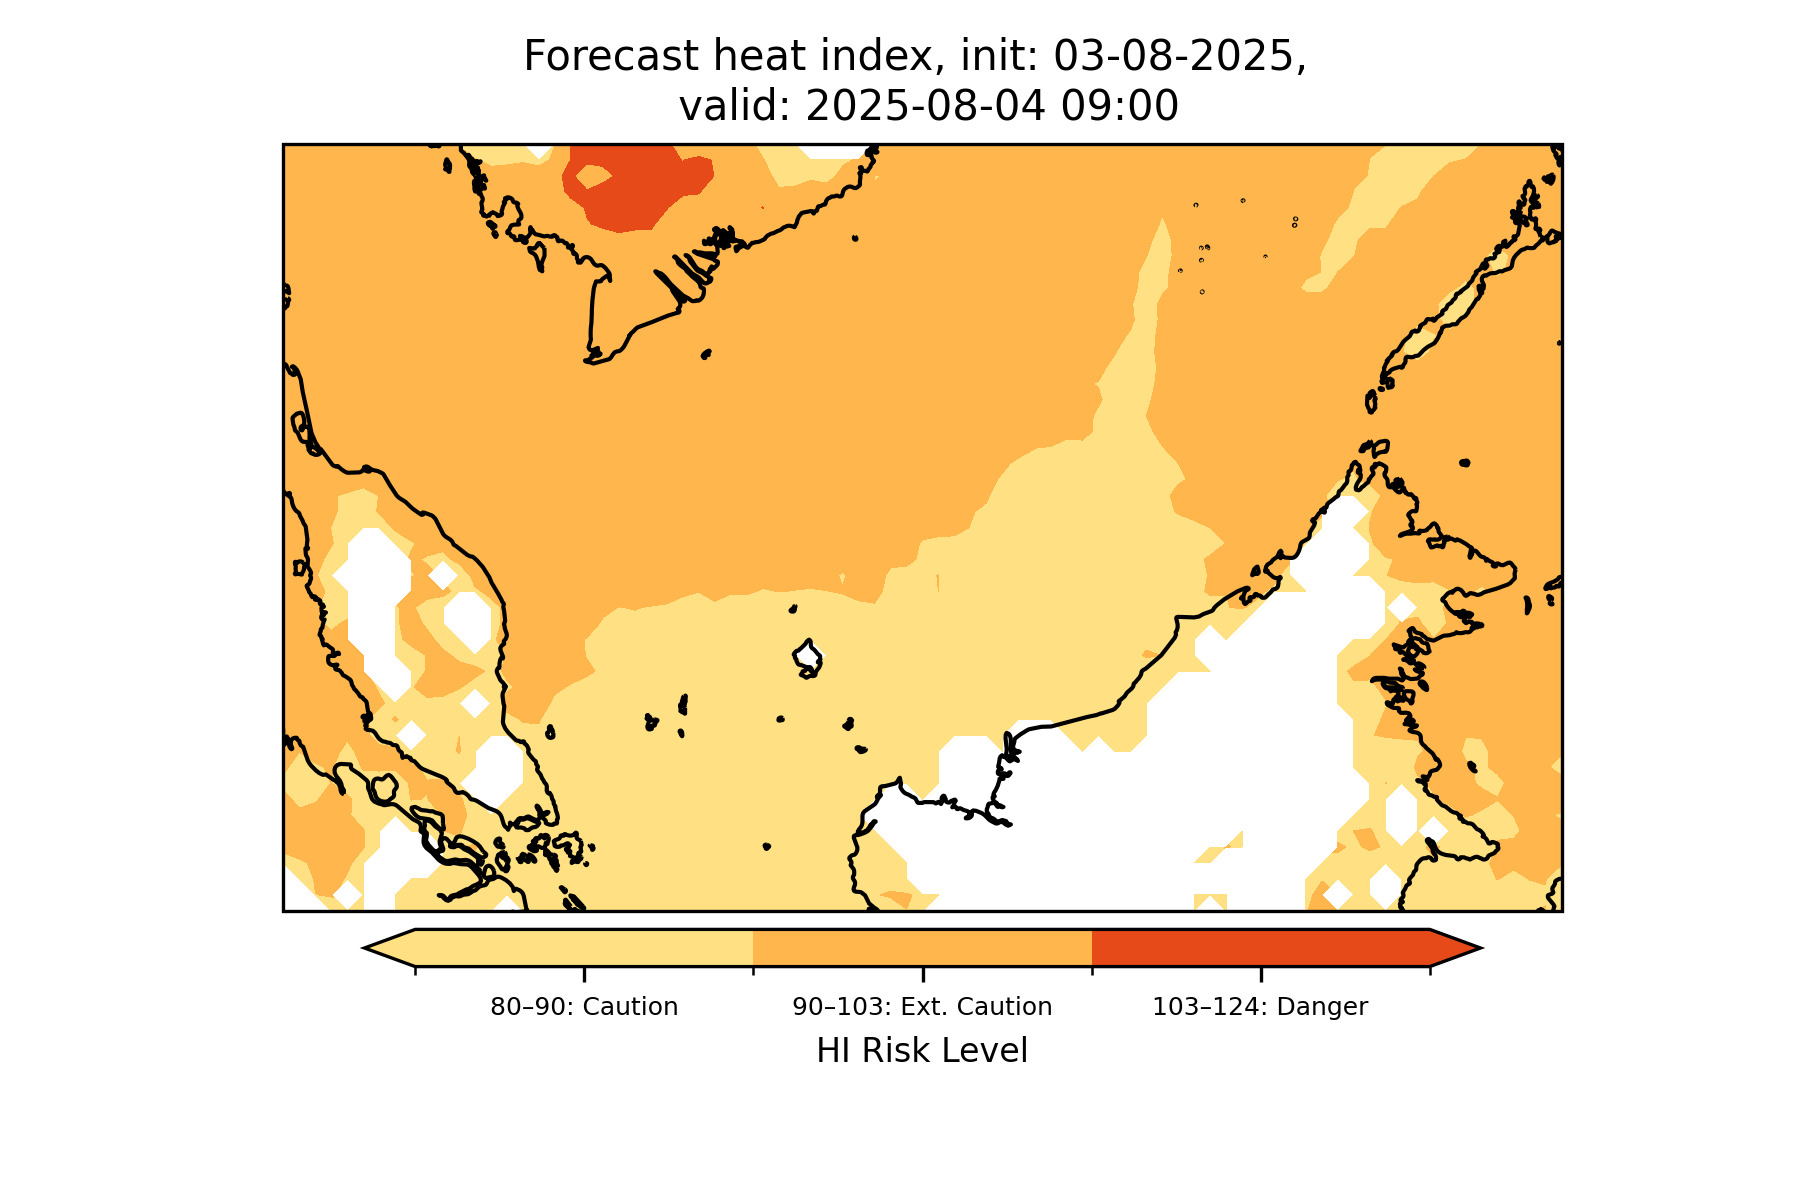 Forecast heat index, init: 03-08-2025,
valid: 2025-08-04 09:00
80–90: Caution
90–103: Ext. Caution
103–124: Danger
HI Risk Level